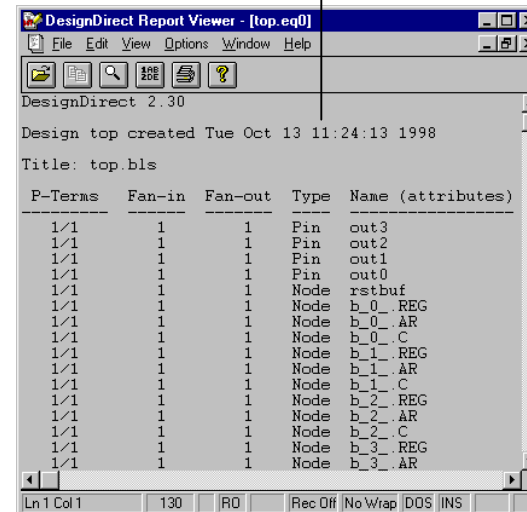 DesignDirect Report Viewer - [top.eq0]
File Edit View Options Window Help
1AB
2DE
DesignDirect 2.30
Design top created Tue Oct 13 11:24:13 1998
Title: top.bls
P-Terms Fan-in Fan-out Type Name (attributes)
--------- ------ ------- ---- -----------------
1/1 1 1 Pin out3
1/1 1 1 Pin out2
1/1 1 1 Pin out1
1/1 1 1 Pin out0
1/1 1 1 Node rstbuf
1/1 1 1 Node b_0_.REG
1/1 1 1 Node b_0_.AR
1/1 1 1 Node b_0_.C
1/1 1 1 Node b_1_.REG
1/1 1 1 Node b_1_.AR
1/1 1 1 Node b_1_.C
1/1 1 1 Node b_2_.REG
1/1 1 1 Node b_2_.AR
1/1 1 1 Node b_2_.C
1/1 1 1 Node b_3_.REG
1/1 1 1 Node b_3_.AR
Ln 1 Col 1 130 RO Rec Off No Wrap DOS INS